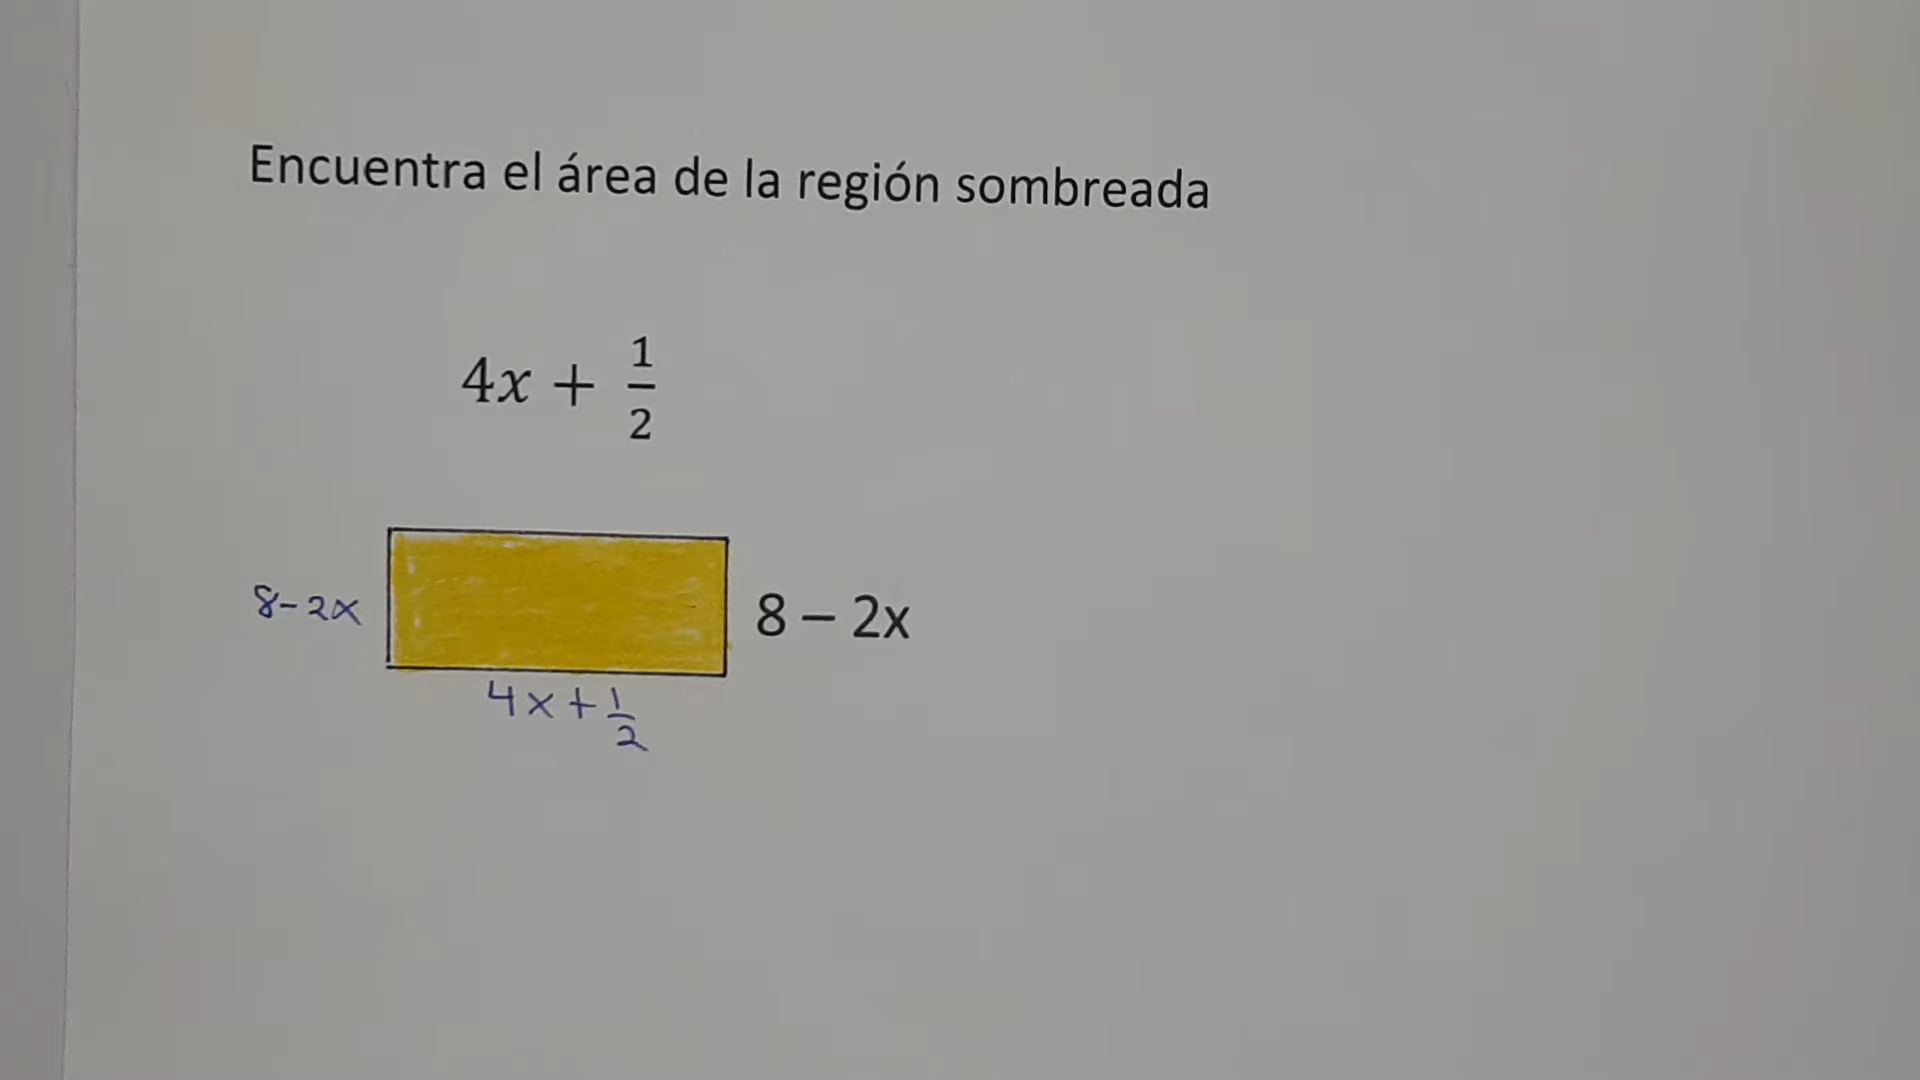 Encuentra el área de la región sombreada
4x + 1/2
8-2x
8 – 2x
4x+1/2